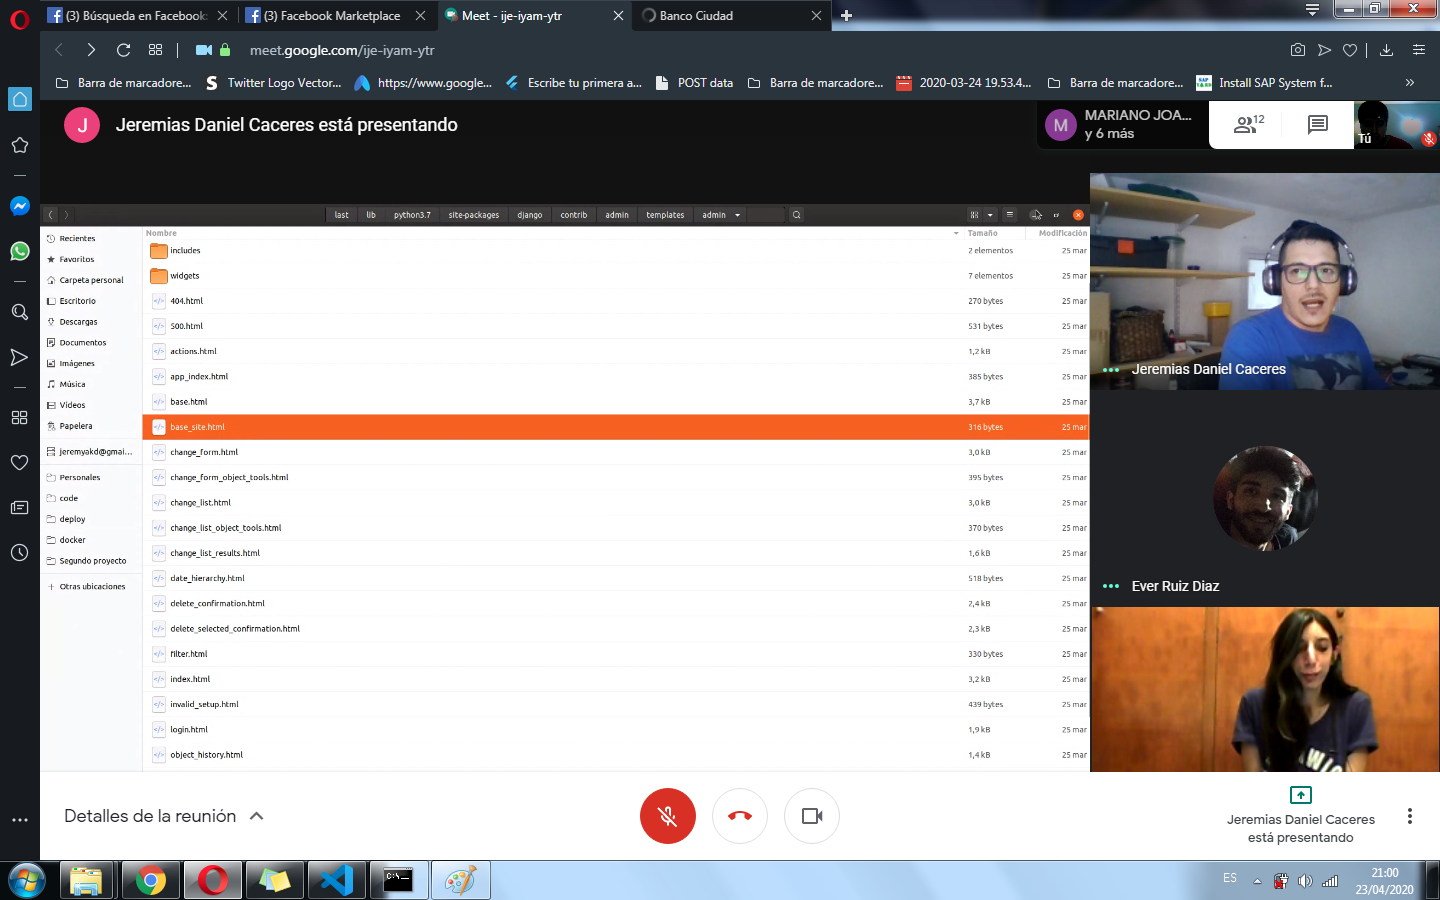 (3) Búsqueda en Facebook:
(3) Facebook Marketplace
Meet - ije-iyam-ytr
Banco Ciudad
meet.google.com/ije-iyam-ytr
Barra de marcadore...
Twitter Logo Vector...
https://www.google...
Escribe tu primera a...
POST data
Barra de marcadore...
2020-03-24 19.53.4...
Barra de marcadore...
Install SAP System f...
J
Jeremias Daniel Caceres está presentando
M
MARIANO JOA...
y 6 más
12
Tú
last
lib
python3.7
site-packages
django
contrib
admin
templates
admin
Recientes
Favoritos
Carpeta personal
Escritorio
Descargas
Documentos
Imágenes
Música
Vídeos
Papelera
jeremyakd@gmai...
Personales
code
deploy
docker
Segundo proyecto
Otras ubicaciones
Nombre Tamaño Modificación
includes 2 elementos 25 mar
widgets 7 elementos 25 mar
404.html 270 bytes 25 mar
500.html 531 bytes 25 mar
actions.html 1,2 kB 25 mar
app_index.html 385 bytes 25 mar
base.html 3,7 kB 25 mar
base_site.html 316 bytes 25 mar
change_form.html 3,0 kB 25 mar
change_form_object_tools.html 395 bytes 25 mar
change_list.html 3,0 kB 25 mar
change_list_object_tools.html 370 bytes 25 mar
change_list_results.html 1,6 kB 25 mar
date_hierarchy.html 518 bytes 25 mar
delete_confirmation.html 2,4 kB 25 mar
delete_selected_confirmation.html 2,3 kB 25 mar
filter.html 330 bytes 25 mar
index.html 3,2 kB 25 mar
invalid_setup.html 439 bytes 25 mar
login.html 1,9 kB 25 mar
object_history.html 1,4 kB 25 mar
Jeremias Daniel Caceres
Ever Ruiz Diaz
Detalles de la reunión
Jeremias Daniel Caceres
está presentando
ES
21:00
23/04/2020